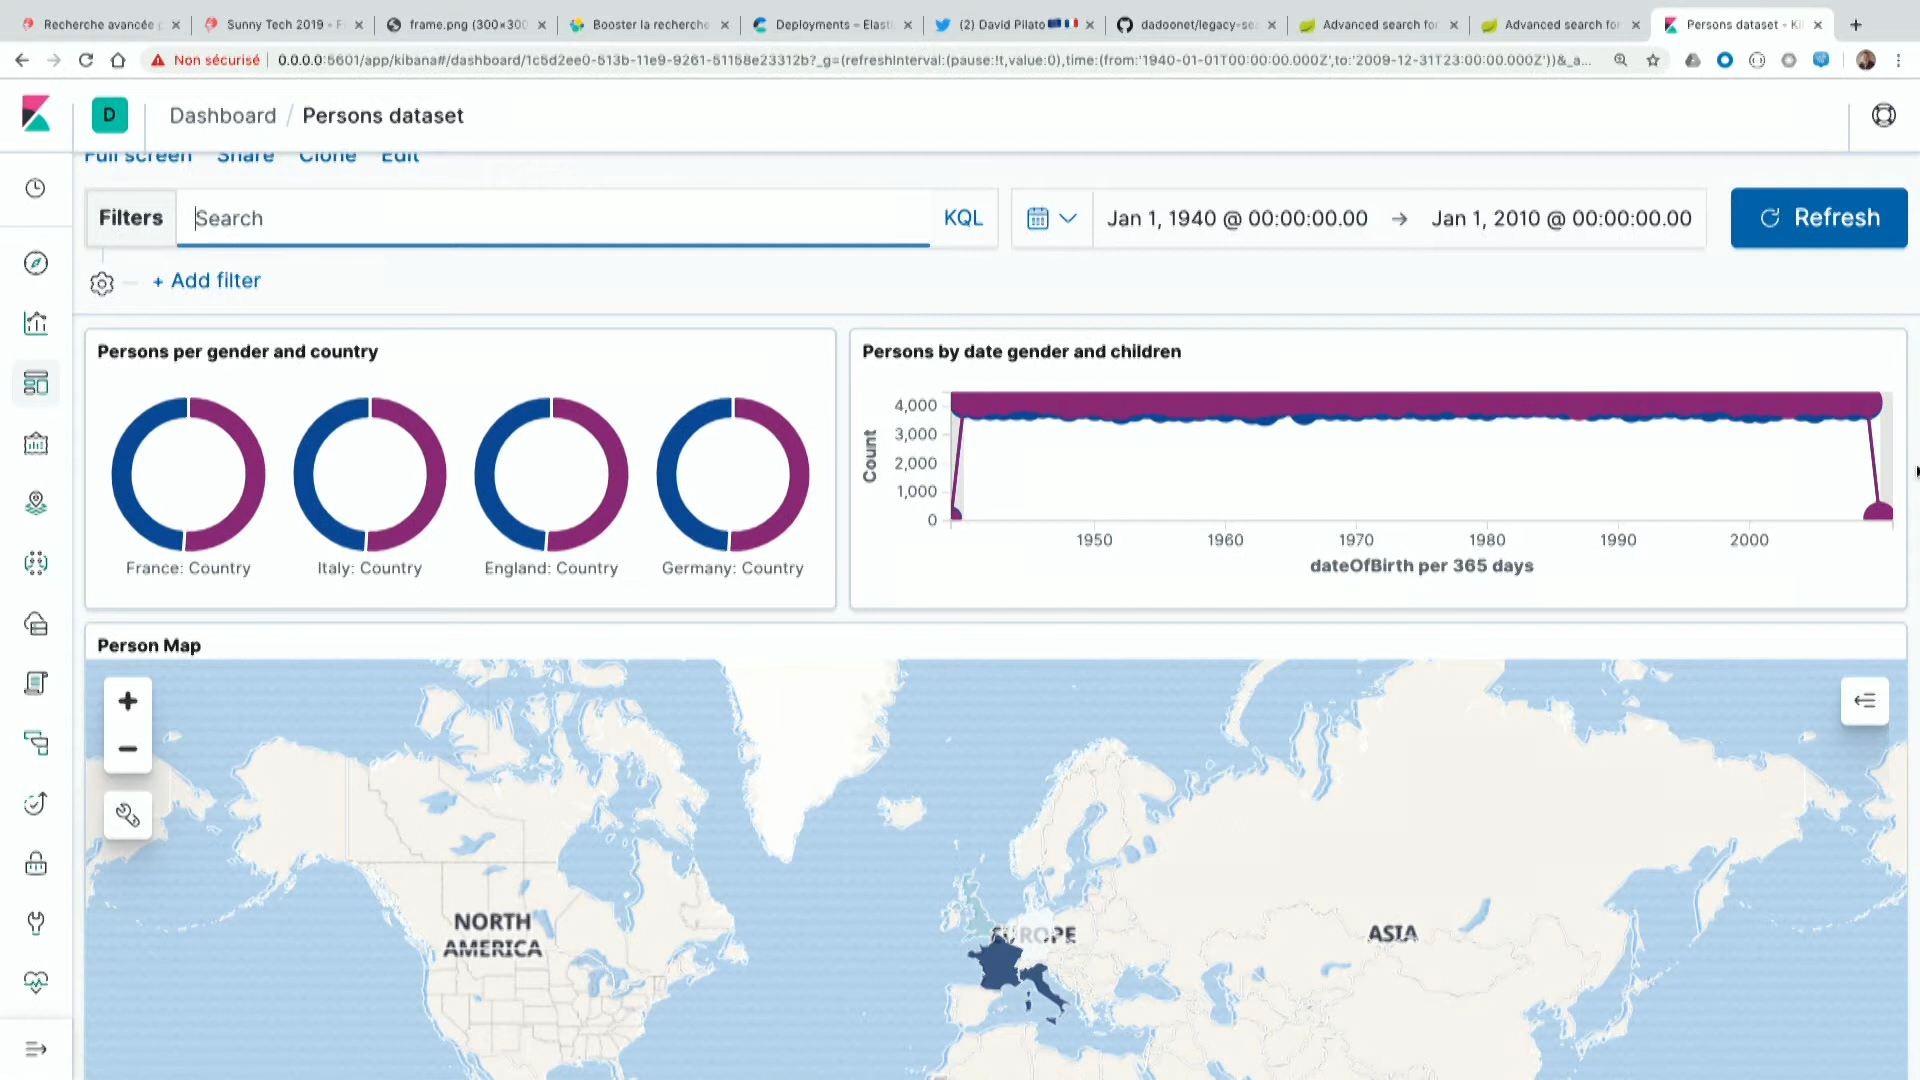 Recherche avancée
Sunny Tech 2019 - F
frame.png (300×300
Booster la recherche
Deployments - Elasti
(2) David Pilato
dadoonet/legacy-se
Advanced search for
Advanced search for
Persons dataset - Ki
Non sécurisé
0.0.0.0:5601/app/kibana#/dashboard/1c5d2ee0-513b-11e9-9261-51158e23312b?_g=(refreshInterval:(pause:!t,value:0),time:(from:'1940-01-01T00:00:00.000Z',to:'2009-12-31T23:00:00.000Z'))&_a...
D
Dashboard / Persons dataset
Full screen Share Clone Edit
Filters
Search
KQL
Jan 1, 1940 @ 00:00:00.00 → Jan 1, 2010 @ 00:00:00.00
Refresh
+ Add filter
Persons per gender and country
France: Country
Italy: Country
England: Country
Germany: Country
Persons by date gender and children
4,000
3,000
2,000
1,000
0
Count
1950
1960
1970
1980
1990
2000
dateOfBirth per 365 days
Person Map
+
−
NORTH
AMERICA
EUROPE
ASIA